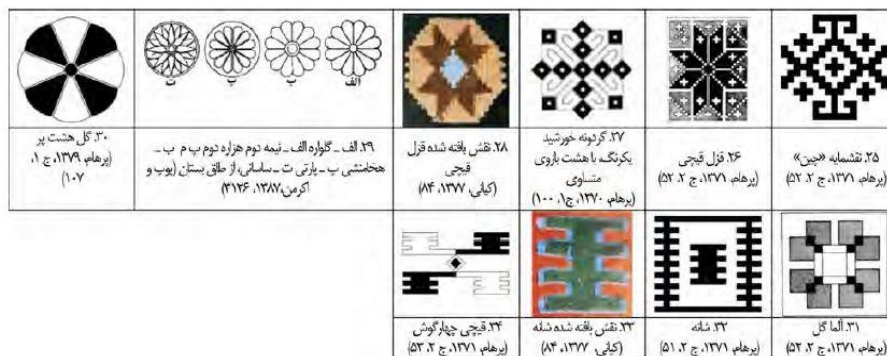 ۲۵. نقشمایه «جین»
(پرهام، ۱۳۷۱، ج ۲، ۵۲)
۲۶. قزل قیچی
(پرهام، ۱۳۷۱، ج ۲، ۵۲)
۲۷. گردونه خورشید
یکرنگ با هشت بازوی
متساوی
(پرهام، ۱۳۷۰، ج۱، ۱۰۰)
۲۸. نقش بافته شده قزل
قیچی
(کیانی، ۱۳۷۷، ۸۴)
الف
ب
پ
ت
۲۹. الف ـ گلواره الف ـ نیمه دوم هزاره دوم پ م ب ـ
هخامنشی پ ـ پارتی ت ـ ساسانی، از طاق بستان (پوپ و
اکرمن، ۱۳۸۷، ۳۱۲۶)
۳۰. گل هشت پر
(پرهام، ۱۳۷۹، ج ۱،
۱۰۷)
۳۱. آلما گل
(پرهام، ۱۳۷۱، ج ۲، ۵۲)
۳۲. شانه
(پرهام، ۱۳۷۱، ج ۲، ۵۱)
۳۳. نقش بافته شده شانه
(کیانی، ۱۳۷۷، ۸۴)
۳۴. قیچی چهارگوش
(پرهام، ۱۳۷۱، ج ۲، ۵۳)